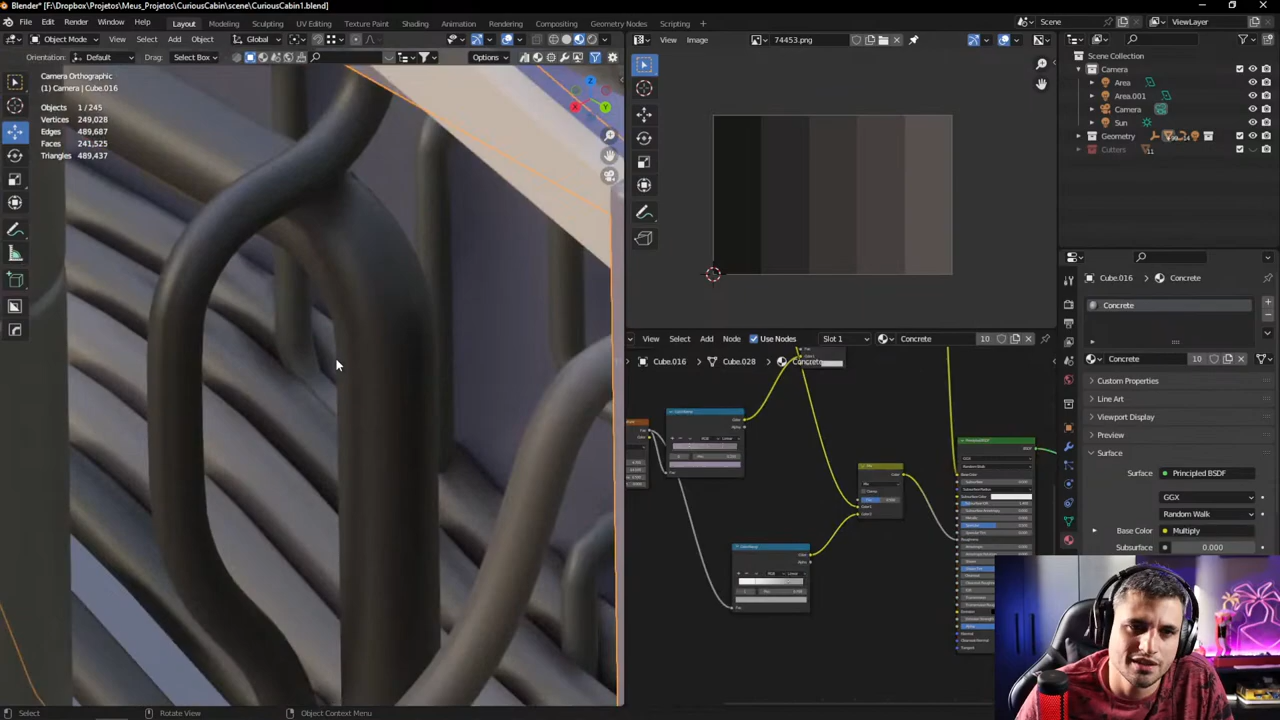 Blender* [F:\Dropbox\Projetos\Meus_Projetos\CuriousCabin\scene\CuriousCabin1.blend]
File Edit Render Window Help Layout Modeling Sculpting UV Editing Texture Paint Shading Animation Rendering Compositing Geometry Nodes Scripting Scene ViewLayer
Object Mode View Select Add Object Global
Orientation: Default Drag: Select Box Options
Camera Orthographic
(1) Camera | Cube.016
Objects 1 / 245
Vertices 249,028
Edges 489,687
Faces 241,525
Triangles 489,437
View Image 74453.png
Scene Collection
Camera
Area
Area.001
Camera
Sun
Geometry
Cutters
View Select Add Node Use Nodes Slot 1 Concrete 10
Cube.016 Cube.028 Concrete
Cube.016 Concrete
Concrete
Concrete 10
Custom Properties
Line Art
Viewport Display
Preview
Surface
Surface Principled BSDF
GGX
Random Walk
Base Color Multiply
Subsurface 0.000
Select Rotate View Object Context Menu